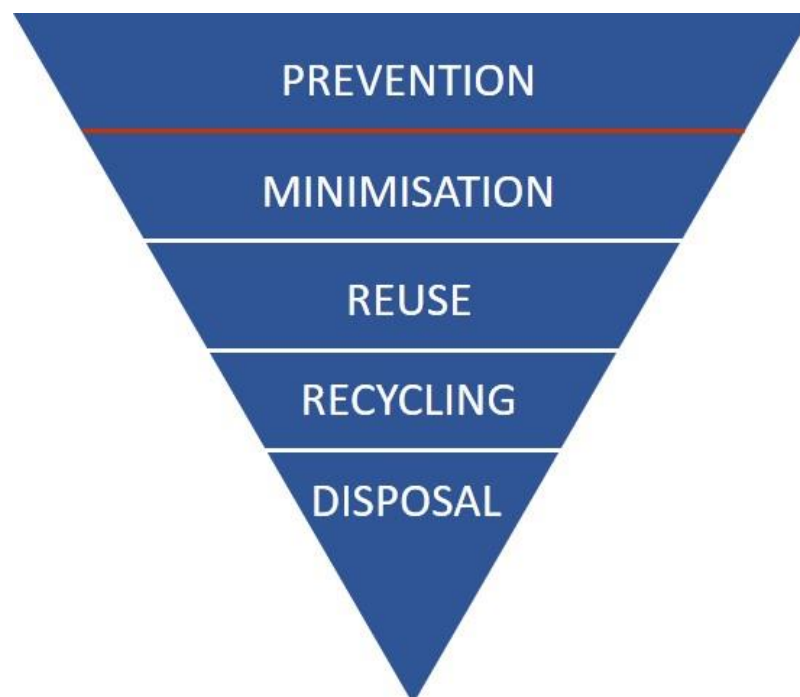 PREVENTION
MINIMISATION
REUSE
RECYCLING
DISPOSAL